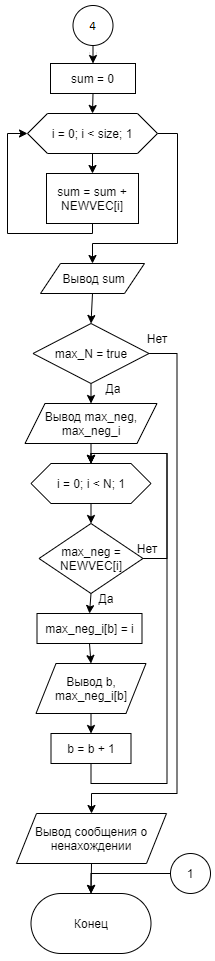 4
sum = 0
i = 0; i < size; 1
sum = sum +
NEWVEC[i]
Вывод sum
max_N = true
Нет
Да
Вывод max_neg,
max_neg_i
i = 0; i < N; 1
max_neg =
NEWVEC[i]
Нет
Да
max_neg_i[b] = i
Вывод b,
max_neg_i[b]
b = b + 1
Вывод сообщения о
ненахождении
1
Конец